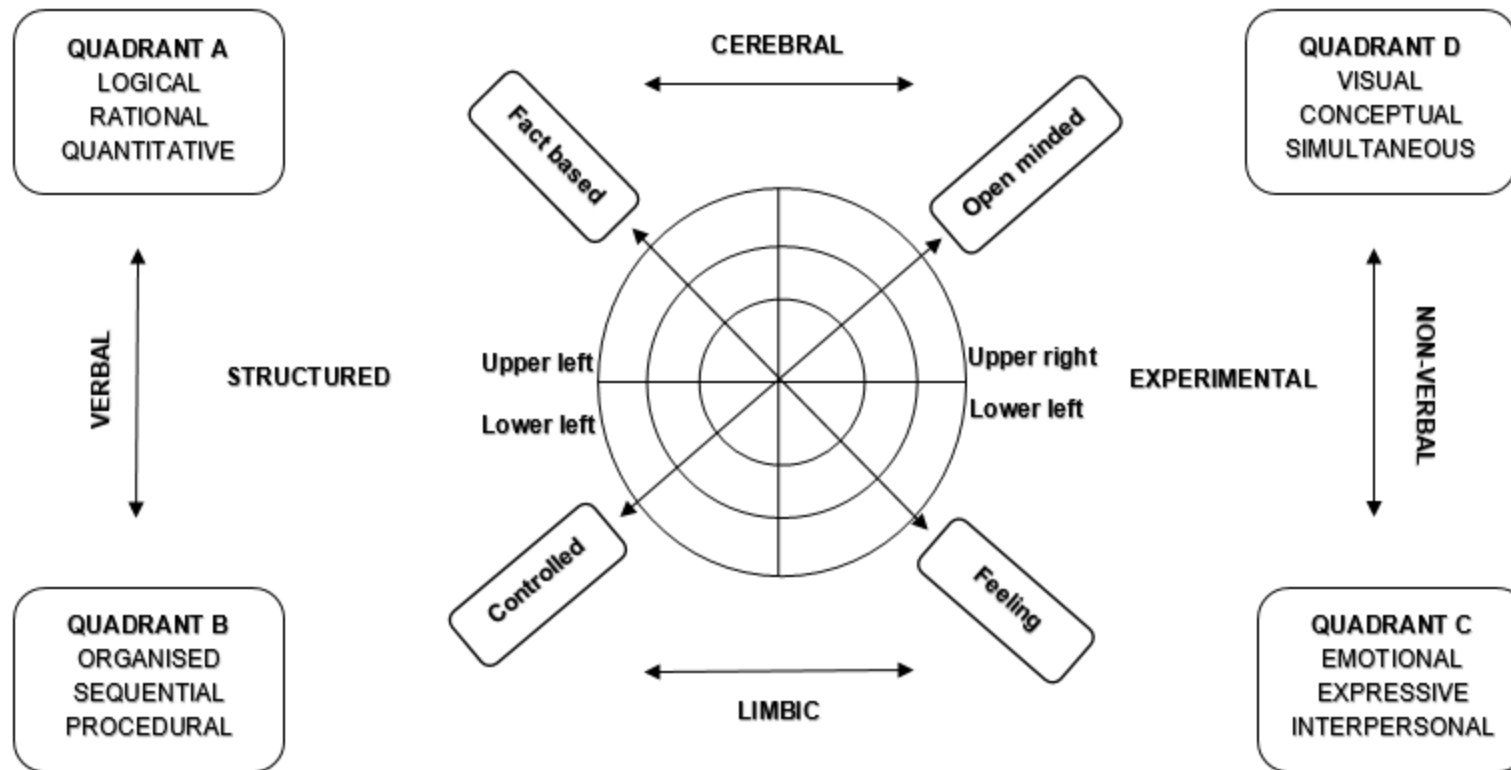 QUADRANT A
LOGICAL
RATIONAL
QUANTITATIVE
CEREBRAL
QUADRANT D
VISUAL
CONCEPTUAL
SIMULTANEOUS
Fact based
Open minded
VERBAL
STRUCTURED
Upper left
Lower left
Upper right
Lower left
EXPERIMENTAL
NON-VERBAL
Controlled
Feeling
QUADRANT B
ORGANISED
SEQUENTIAL
PROCEDURAL
LIMBIC
QUADRANT C
EMOTIONAL
EXPRESSIVE
INTERPERSONAL